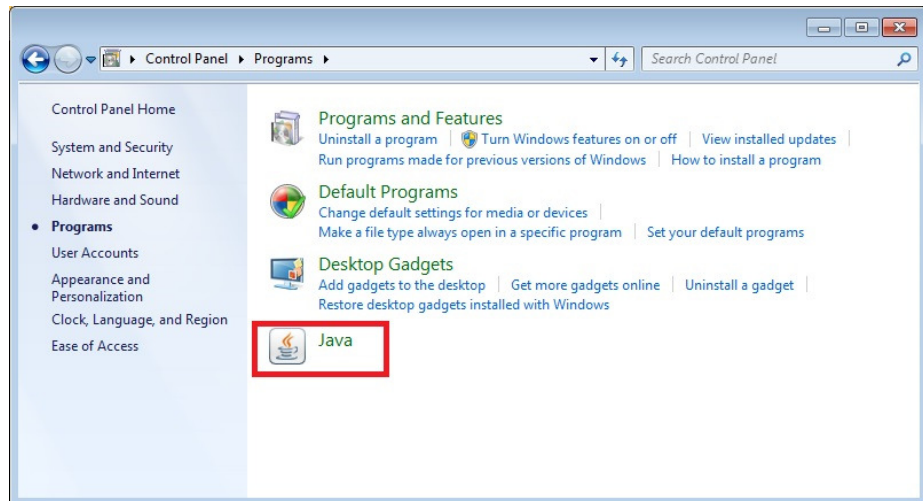 Control Panel Programs
Search Control Panel
Control Panel Home
System and Security
Network and Internet
Hardware and Sound
Programs
User Accounts
Appearance and
Personalization
Clock, Language, and Region
Ease of Access
Programs and Features
Uninstall a program Turn Windows features on or off View installed updates
Run programs made for previous versions of Windows How to install a program
Default Programs
Change default settings for media or devices
Make a file type always open in a specific program Set your default programs
Desktop Gadgets
Add gadgets to the desktop Get more gadgets online Uninstall a gadget
Restore desktop gadgets installed with Windows
Java